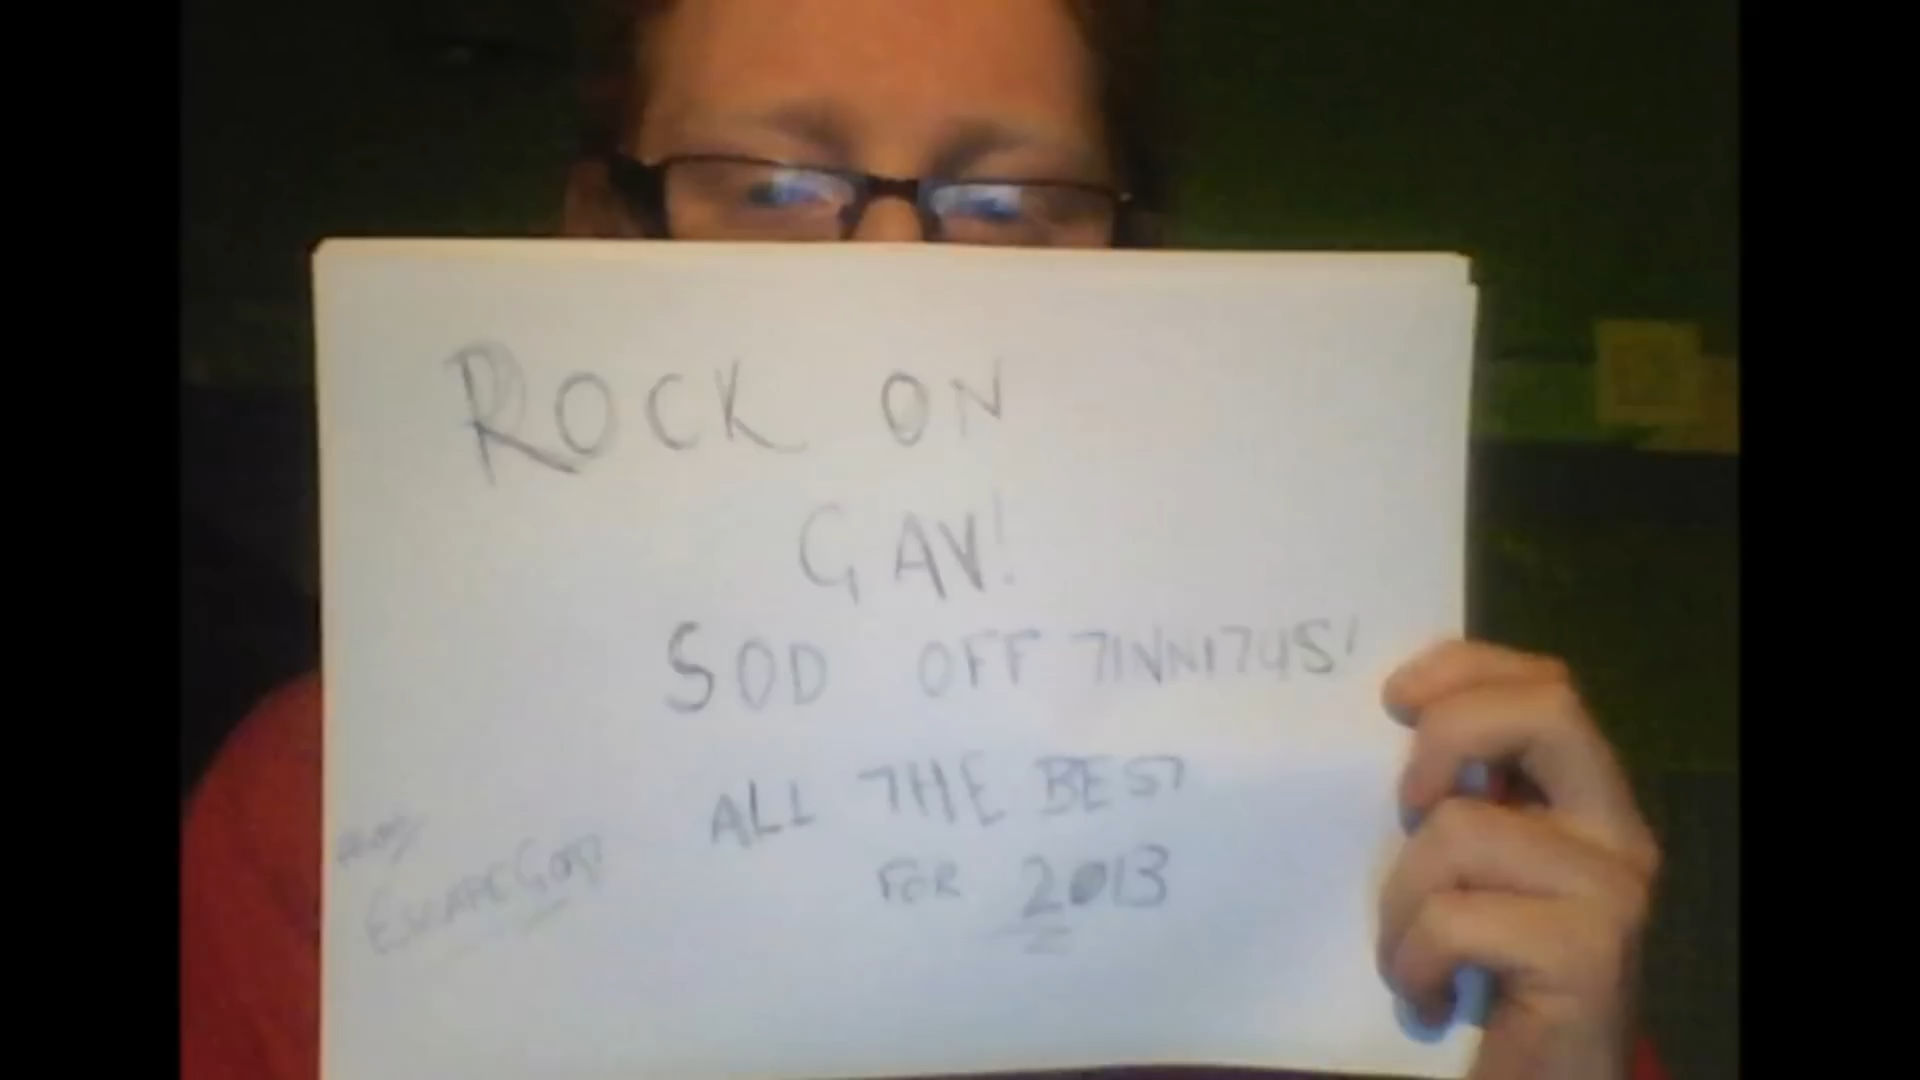 ROCK ON
GAV!
SOD OFF TINNITUS!
ALL THE BEST
FOR 2013